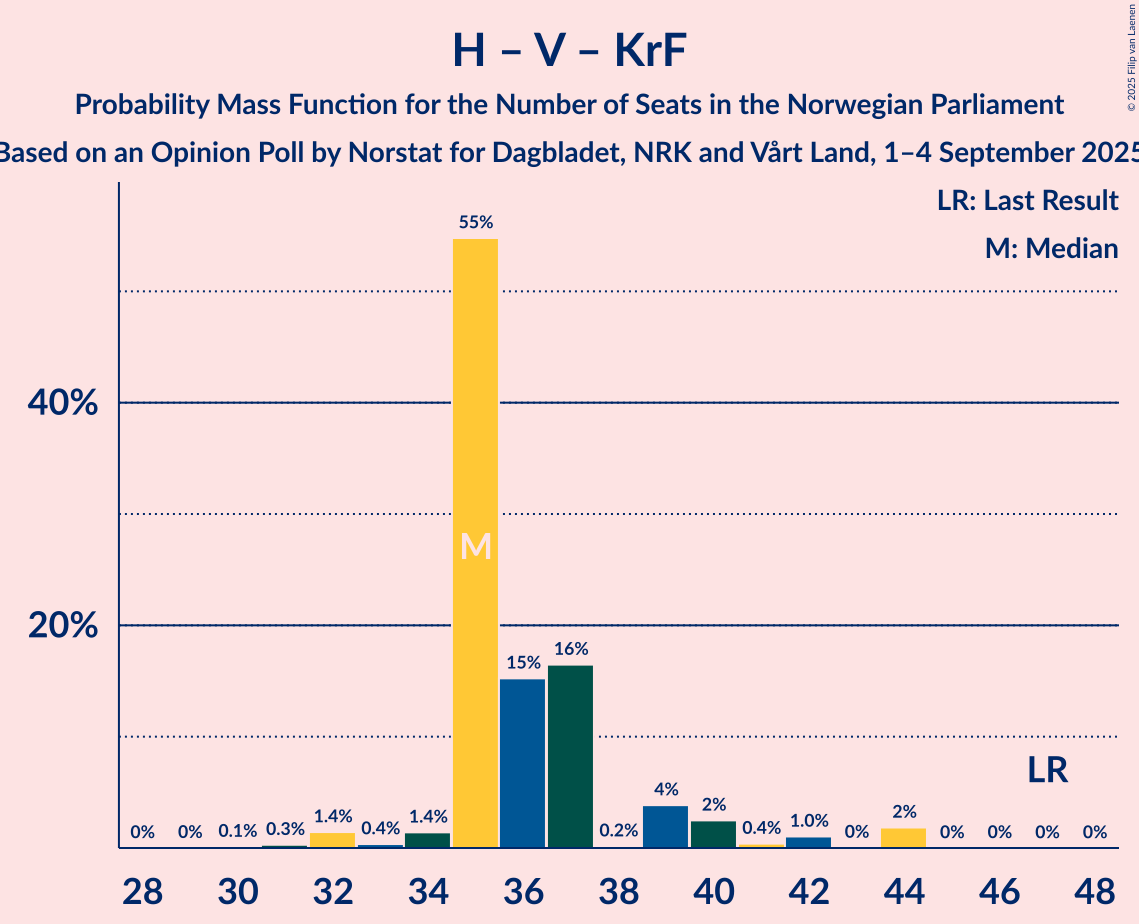 H – V – KrF
Probability Mass Function for the Number of Seats in the Norwegian Parliament
Based on an Opinion Poll by Norstat for Dagbladet, NRK and Vårt Land, 1–4 September 2025
© 2025 Filip van Laenen
LR: Last Result
M: Median
55%
40%
M
20%
16%
15%
LR
4%
2%
2%
1.4%
1.4%
1.0%
0% 0% 0.1% 0.3% 0.4% 0.2% 0.4% 0% 0% 0% 0% 0%
28 30 32 34 36 38 40 42 44 46 48